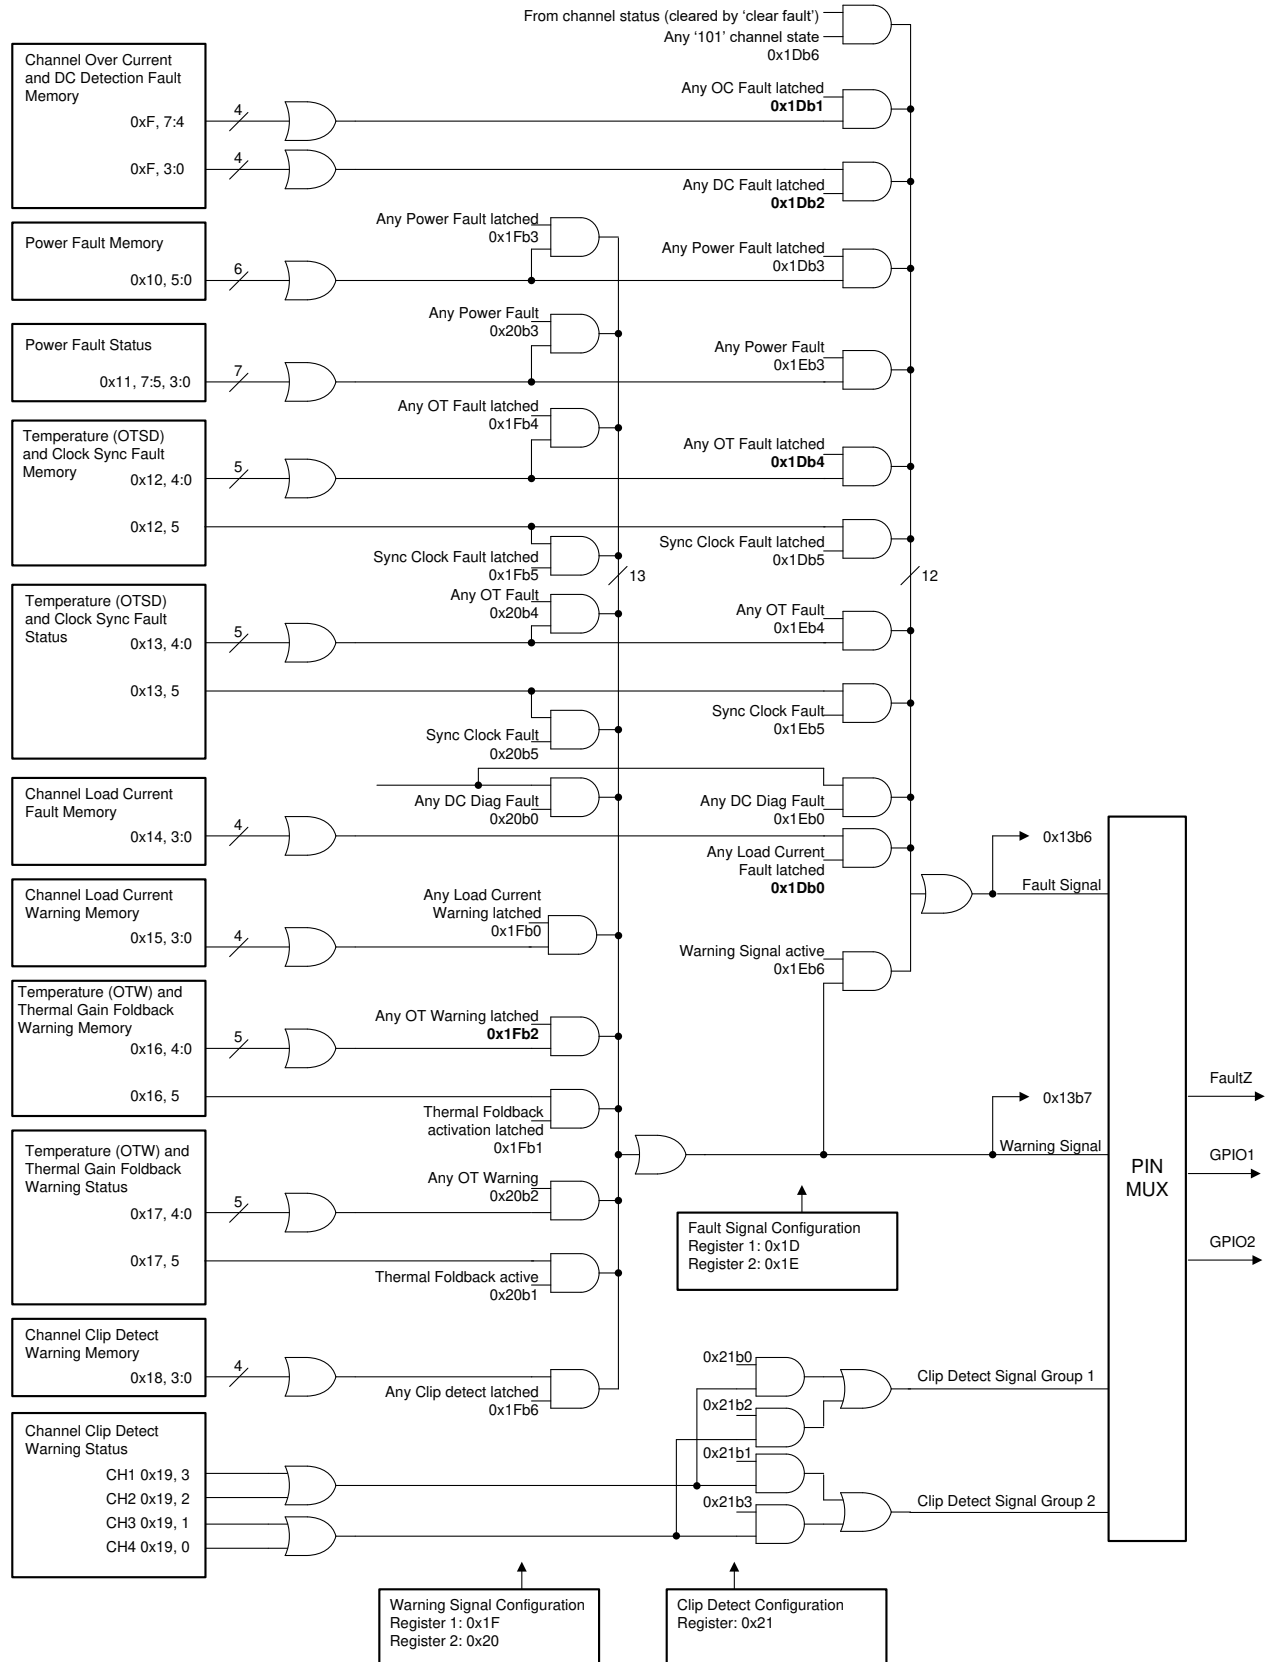 From channel status (cleared by ‘clear fault’)
Any ‘101’ channel state
0x1Db6
Channel Over Current
and DC Detection Fault
Memory
0xF, 7:4
0xF, 3:0
4
4
Any OC Fault latched
0x1Db1
Any DC Fault latched
0x1Db2
Power Fault Memory
0x10, 5:0
6
Any Power Fault latched
0x1Fb3
Any Power Fault latched
0x1Db3
Power Fault Status
0x11, 7:5, 3:0
7
Any Power Fault
0x20b3
Any Power Fault
0x1Eb3
Temperature (OTSD)
and Clock Sync Fault
Memory
0x12, 4:0
0x12, 5
5
Any OT Fault latched
0x1Fb4
Any OT Fault latched
0x1Db4
Sync Clock Fault latched
0x1Fb5
Sync Clock Fault latched
0x1Db5
13
12
Temperature (OTSD)
and Clock Sync Fault
Status
0x13, 4:0
0x13, 5
5
Any OT Fault
0x20b4
Any OT Fault
0x1Eb4
Sync Clock Fault
0x20b5
Sync Clock Fault
0x1Eb5
Channel Load Current
Fault Memory
0x14, 3:0
4
Any DC Diag Fault
0x20b0
Any DC Diag Fault
0x1Eb0
Any Load Current
Fault latched
0x1Db0
0x13b6
Fault Signal
Channel Load Current
Warning Memory
0x15, 3:0
4
Any Load Current
Warning latched
0x1Fb0
Warning Signal active
0x1Eb6
Temperature (OTW) and
Thermal Gain Foldback
Warning Memory
0x16, 4:0
0x16, 5
5
Any OT Warning latched
0x1Fb2
Thermal Foldback
activation latched
0x1Fb1
0x13b7
Warning Signal
PIN
MUX
FaultZ
GPIO1
GPIO2
Temperature (OTW) and
Thermal Gain Foldback
Warning Status
0x17, 4:0
0x17, 5
5
Any OT Warning
0x20b2
Thermal Foldback active
0x20b1
Fault Signal Configuration
Register 1: 0x1D
Register 2: 0x1E
Channel Clip Detect
Warning Memory
0x18, 3:0
4
Any Clip detect latched
0x1Fb6
Channel Clip Detect
Warning Status
CH1 0x19, 3
CH2 0x19, 2
CH3 0x19, 1
CH4 0x19, 0
0x21b0
0x21b2
0x21b1
0x21b3
Clip Detect Signal Group 1
Clip Detect Signal Group 2
Warning Signal Configuration
Register 1: 0x1F
Register 2: 0x20
Clip Detect Configuration
Register: 0x21